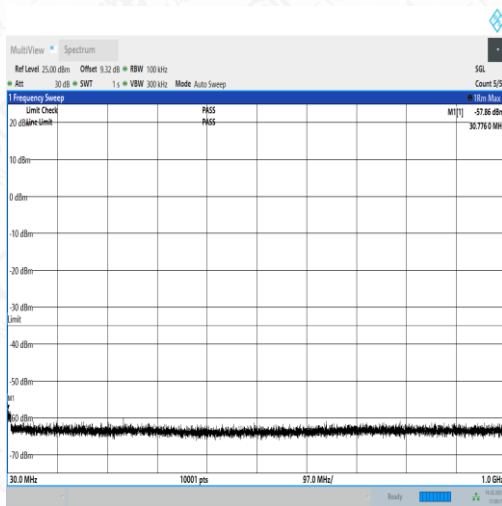 MultiView Spectrum
Ref Level 25.00 dBm Offset 9.32 dB RBW 100 kHz SGL
Att 30 dB SWT 1 s VBW 300 kHz Mode Auto Sweep Count 5/5
1 Frequency Sweep 1Rm Max
Limit Check PASS M1[1] -57.86 dBm
20 dBm Line Limit PASS 30.776 0 MH
10 dBm
0 dBm
-10 dBm
-20 dBm
-30 dBm
Limit
-40 dBm
-50 dBm
M1
-60 dBm
-70 dBm
30.0 MHz 10001 pts 97.0 MHz/ 1.0 GHz
Ready